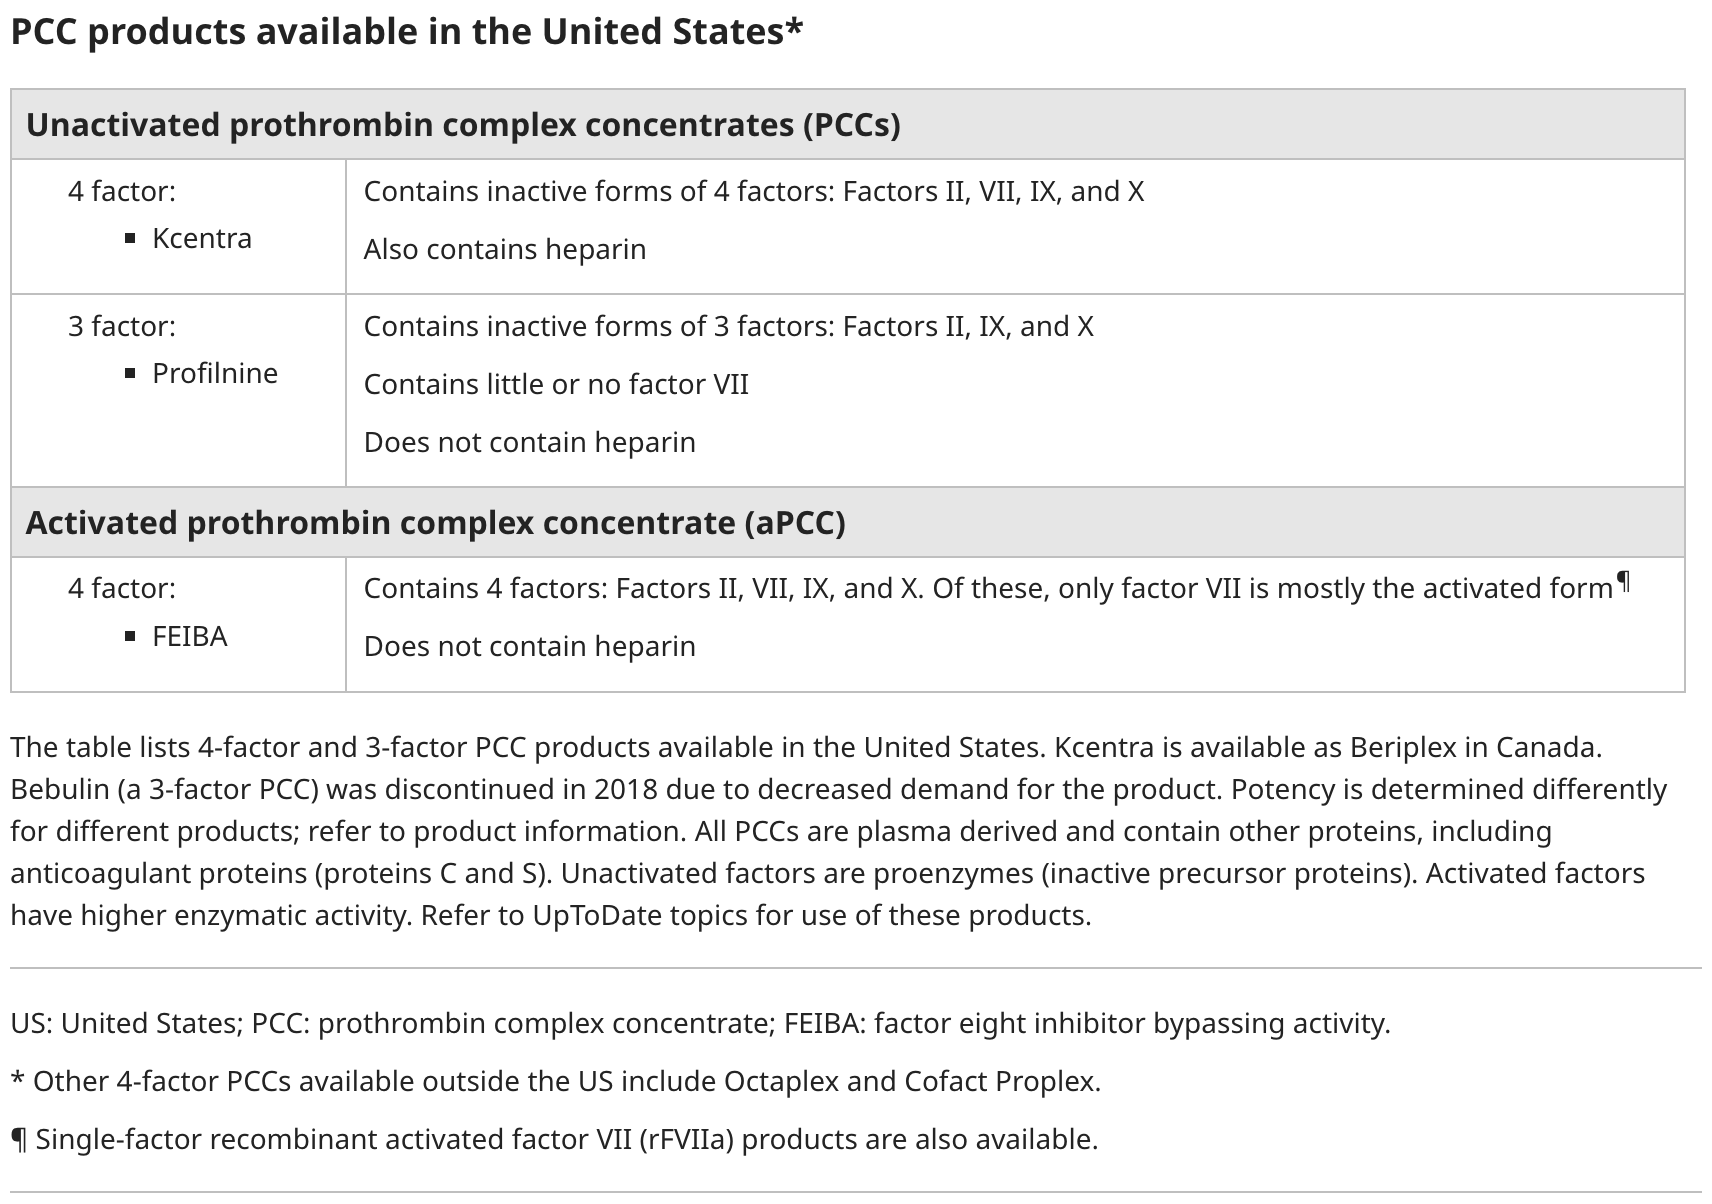 PCC products available in the United States*
Unactivated prothrombin complex concentrates (PCCs)
4 factor:
▪ Kcentra
Contains inactive forms of 4 factors: Factors II, VII, IX, and X
Also contains heparin
3 factor:
▪ Profilnine
Contains inactive forms of 3 factors: Factors II, IX, and X
Contains little or no factor VII
Does not contain heparin
Activated prothrombin complex concentrate (aPCC)
4 factor:
▪ FEIBA
Contains 4 factors: Factors II, VII, IX, and X. Of these, only factor VII is mostly the activated form¶
Does not contain heparin
The table lists 4-factor and 3-factor PCC products available in the United States. Kcentra is available as Beriplex in Canada.
Bebulin (a 3-factor PCC) was discontinued in 2018 due to decreased demand for the product. Potency is determined differently
for different products; refer to product information. All PCCs are plasma derived and contain other proteins, including
anticoagulant proteins (proteins C and S). Unactivated factors are proenzymes (inactive precursor proteins). Activated factors
have higher enzymatic activity. Refer to UpToDate topics for use of these products.
US: United States; PCC: prothrombin complex concentrate; FEIBA: factor eight inhibitor bypassing activity.
* Other 4-factor PCCs available outside the US include Octaplex and Cofact Proplex.
¶ Single-factor recombinant activated factor VII (rFVIIa) products are also available.